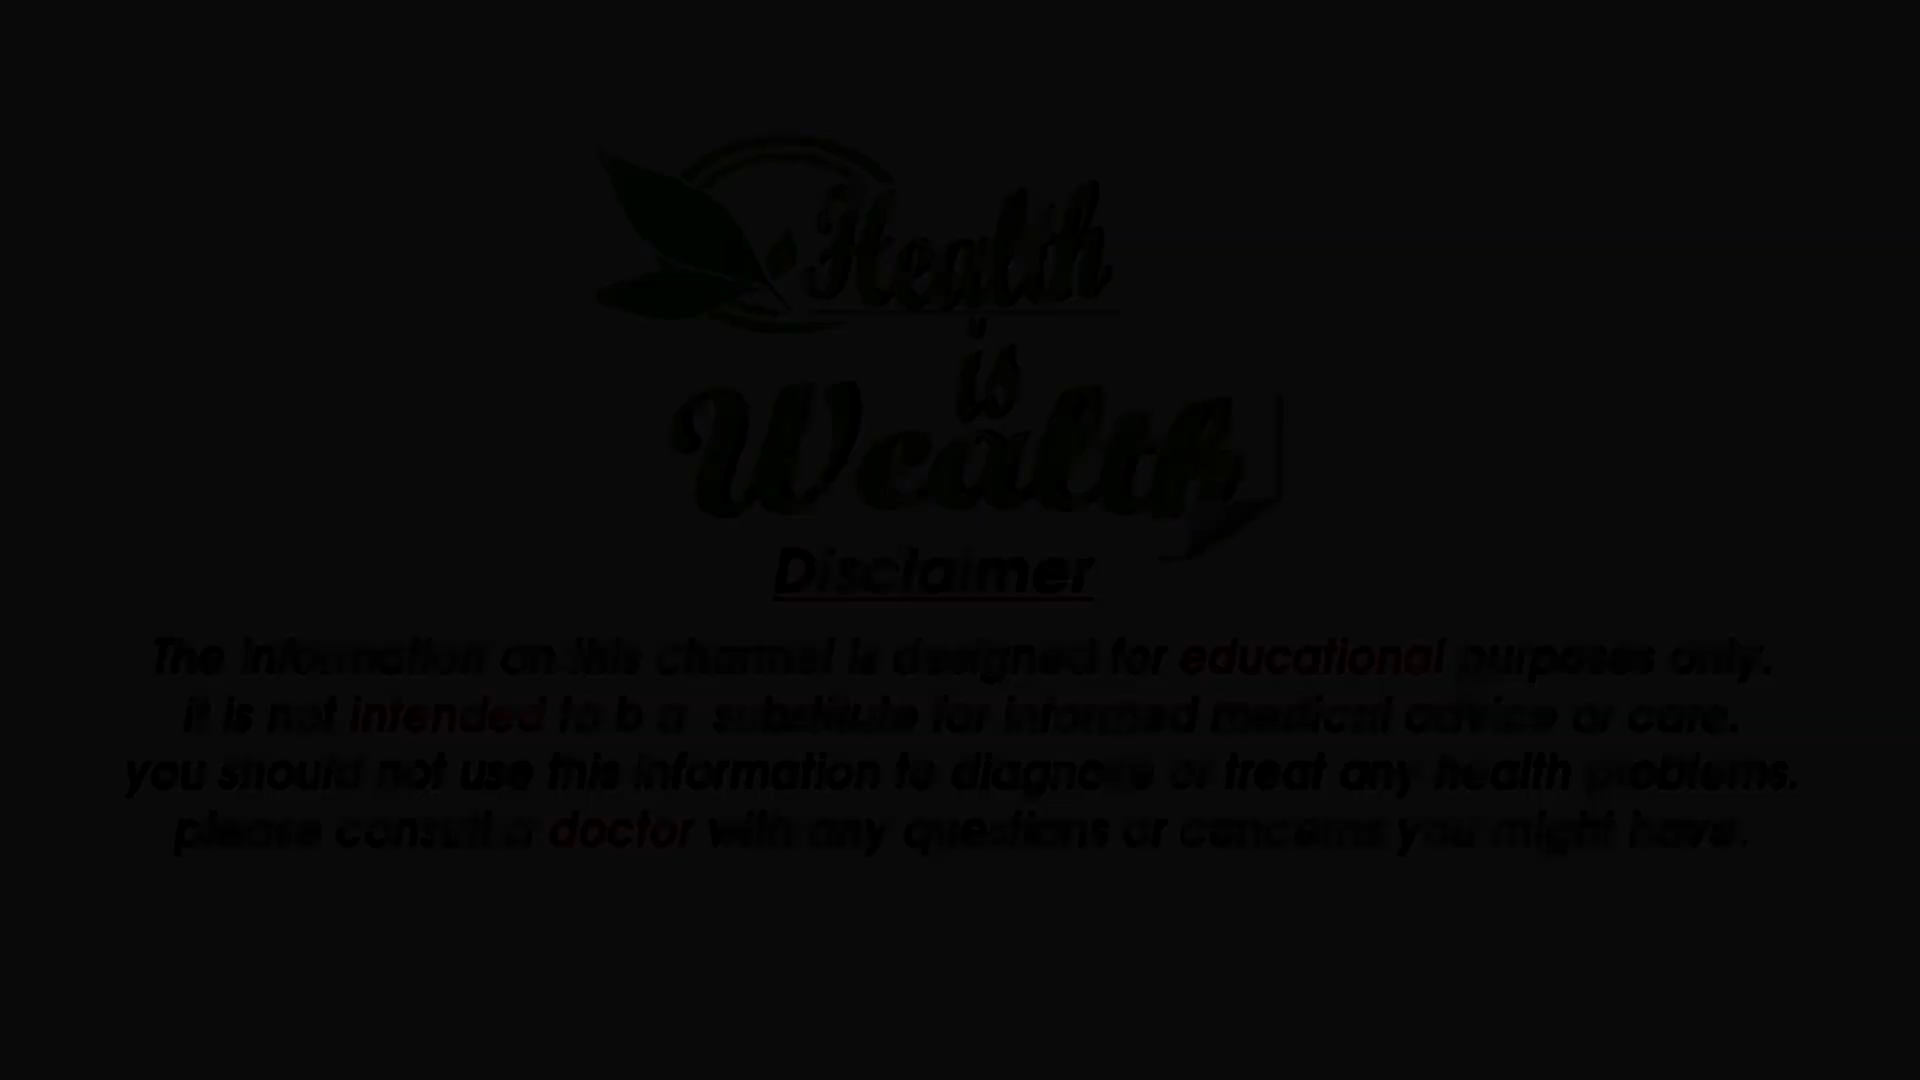 Health
is
Wealth
Disclaimer
The information on this channel is designed for educational purposes only.
it is not intended to b a substitute for informed medical advice or care.
you should not use this information to diagnose or treat any health problems.
please consult a doctor with any questions or concerns you might have.